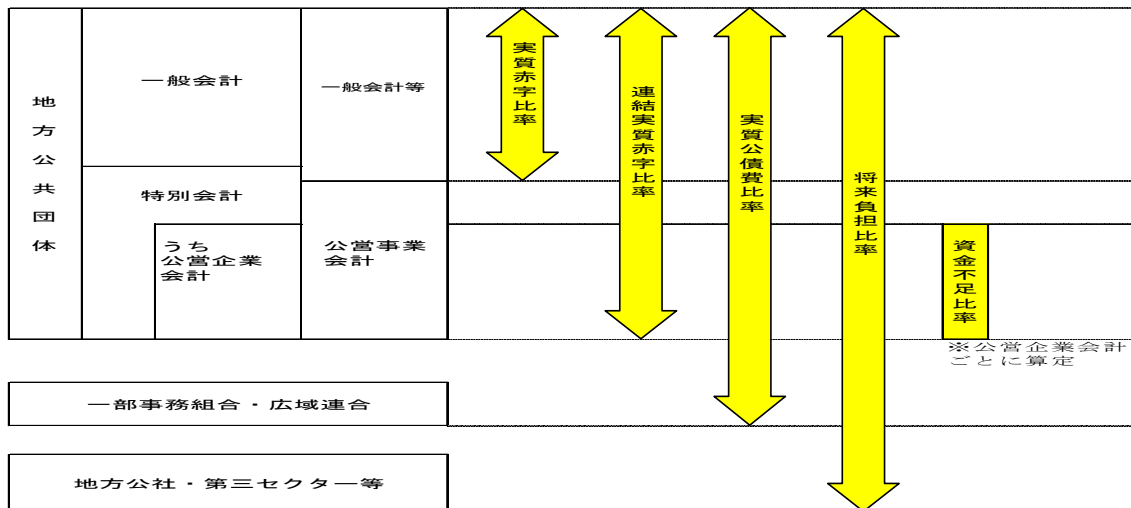 地方公共団体
一般会計
一般会計等
特別会計
うち
公営企業
会計
公営事業
会計
実質赤字比率
連結実質赤字比率
実質公債費比率
将来負担比率
資金不足比率
※公営企業会計
ごとに算定
一部事務組合・広域連合
地方公社・第三セクター等